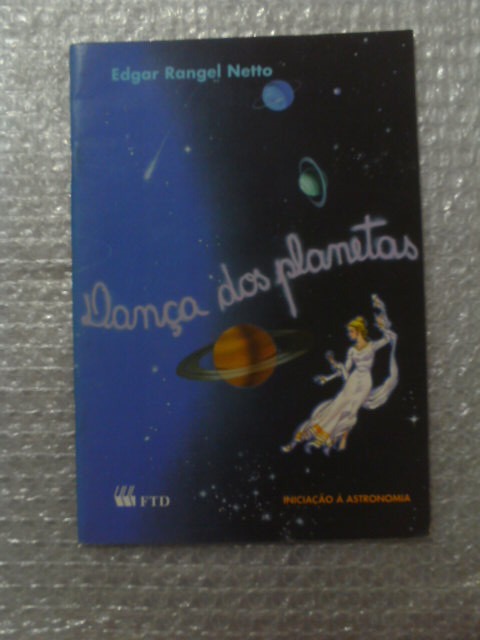 Edgar Rangel Netto
Dança dos planetas
FTD
INICIAÇÃO À ASTRONOMIA